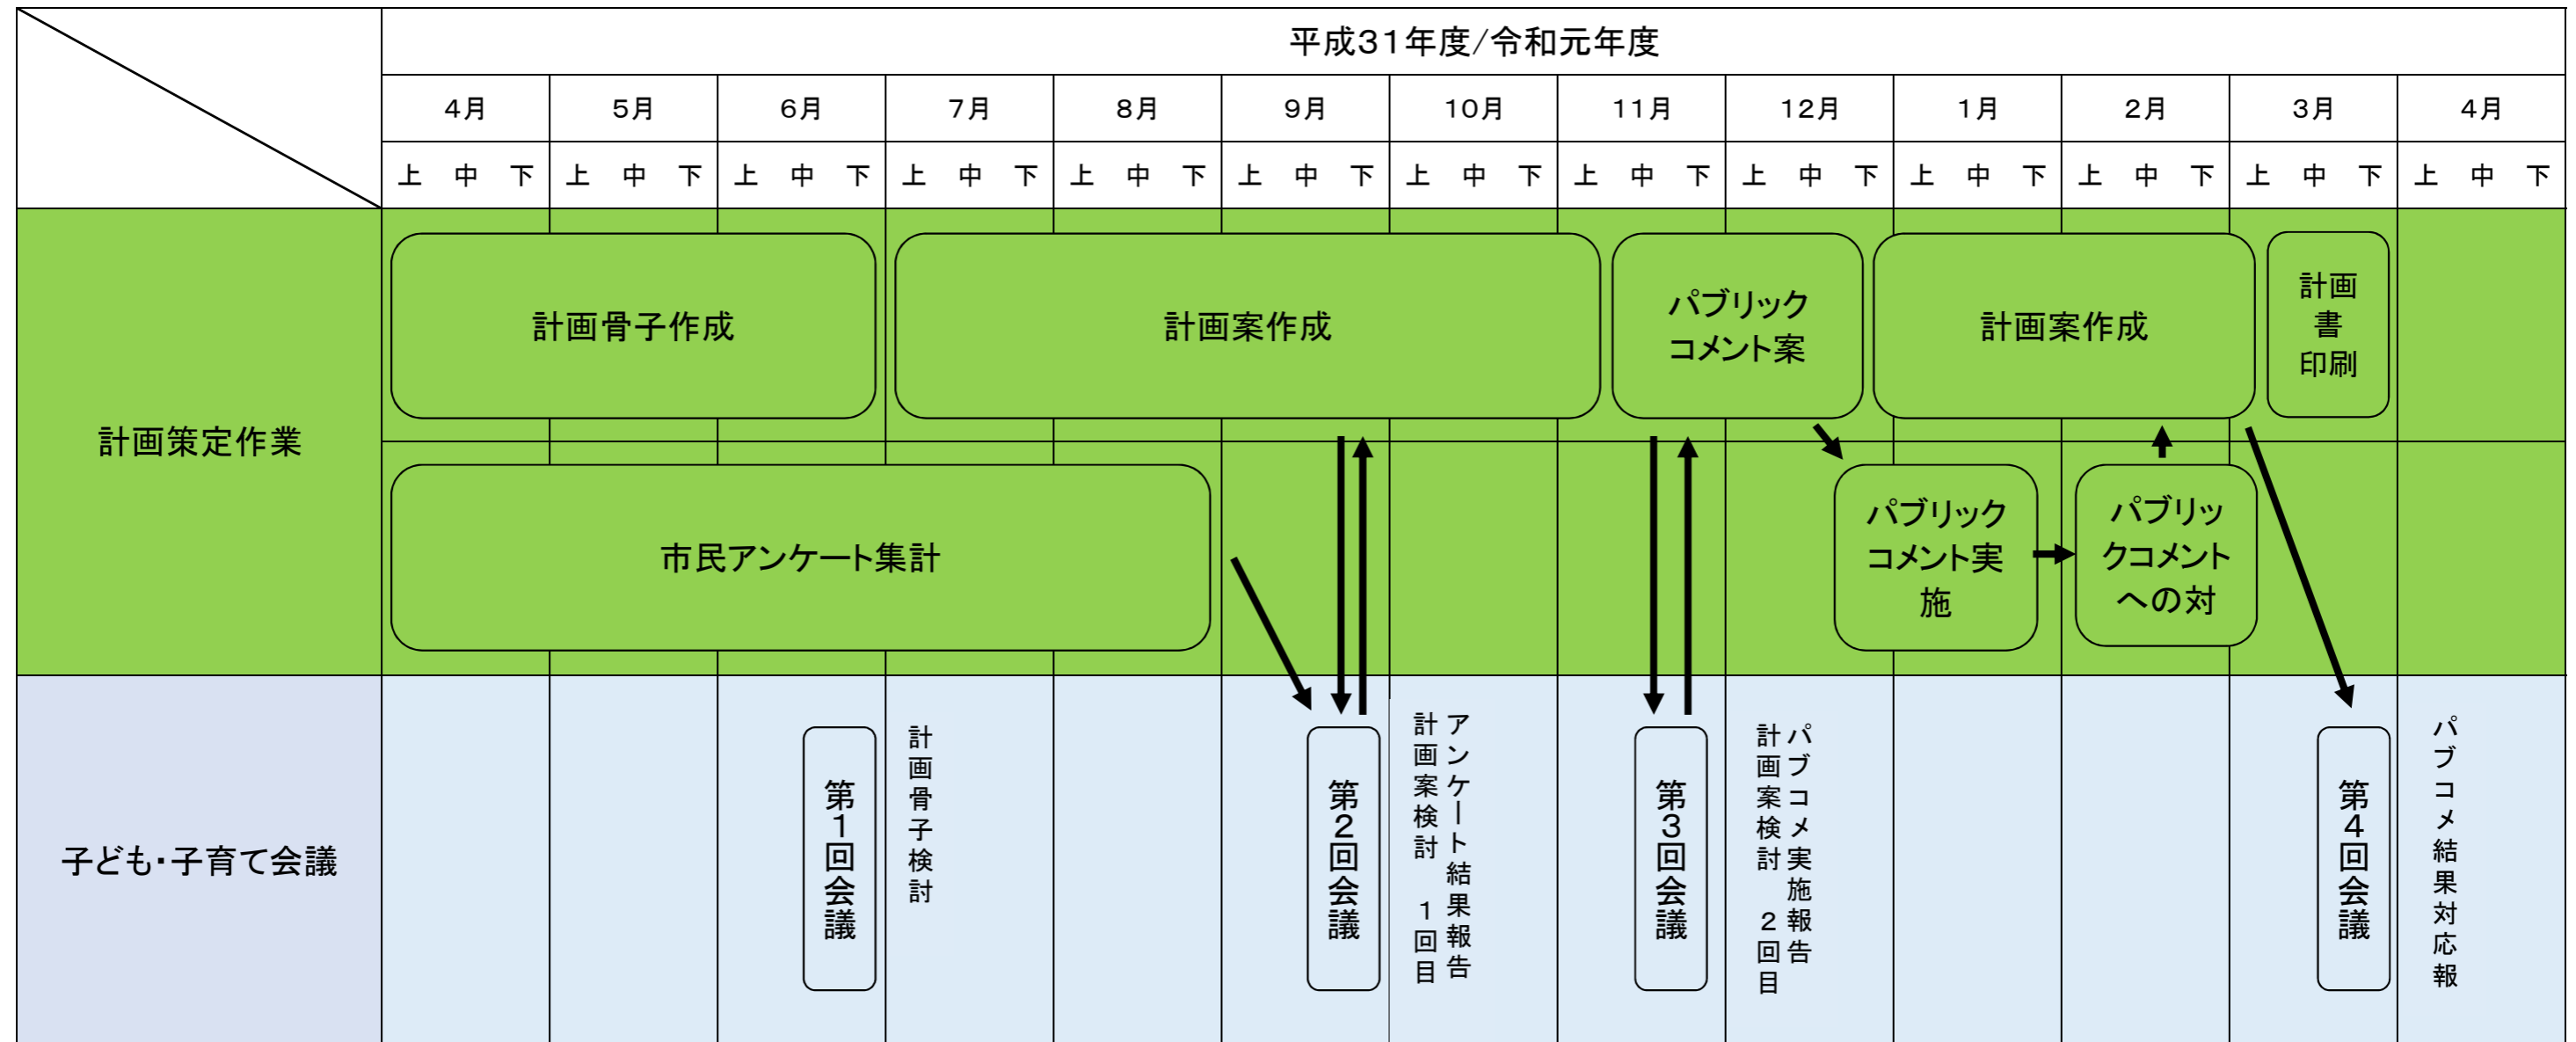 平成31年度/令和元年度
4月 5月 6月 7月 8月 9月 10月 11月 12月 1月 2月 3月 4月
上 中 下 上 中 下 上 中 下 上 中 下 上 中 下 上 中 下 上 中 下 上 中 下 上 中 下 上 中 下 上 中 下 上 中 下 上 中 下
計画策定作業
計画骨子作成
計画案作成
パブリック
コメント案
計画案作成
計画
書
印刷
市民アンケート集計
パブリック
コメント実
施
パブリッ
クコメント
への対
子ども・子育て会議
第1回会議
計画骨子検討
第2回会議
アンケート結果報告
計画案検討 1回目
第3回会議
パブコメ実施報告
計画案検討 2回目
第4回会議
パブコメ結果対応報